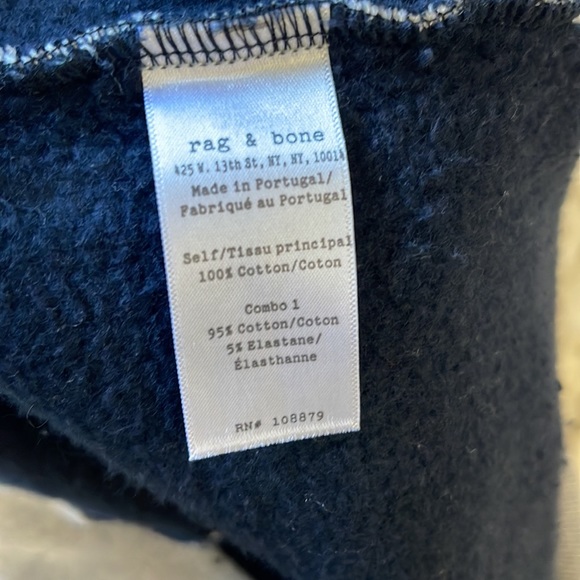 rag & bone
425 W. 13th St, NY, NY, 10014
Made in Portugal/
Fabriqué au Portugal
Self/Tissu principal
100% Cotton/Coton
Combo 1
95% Cotton/Coton
5% Elastane/
Élasthanne
RN# 108879